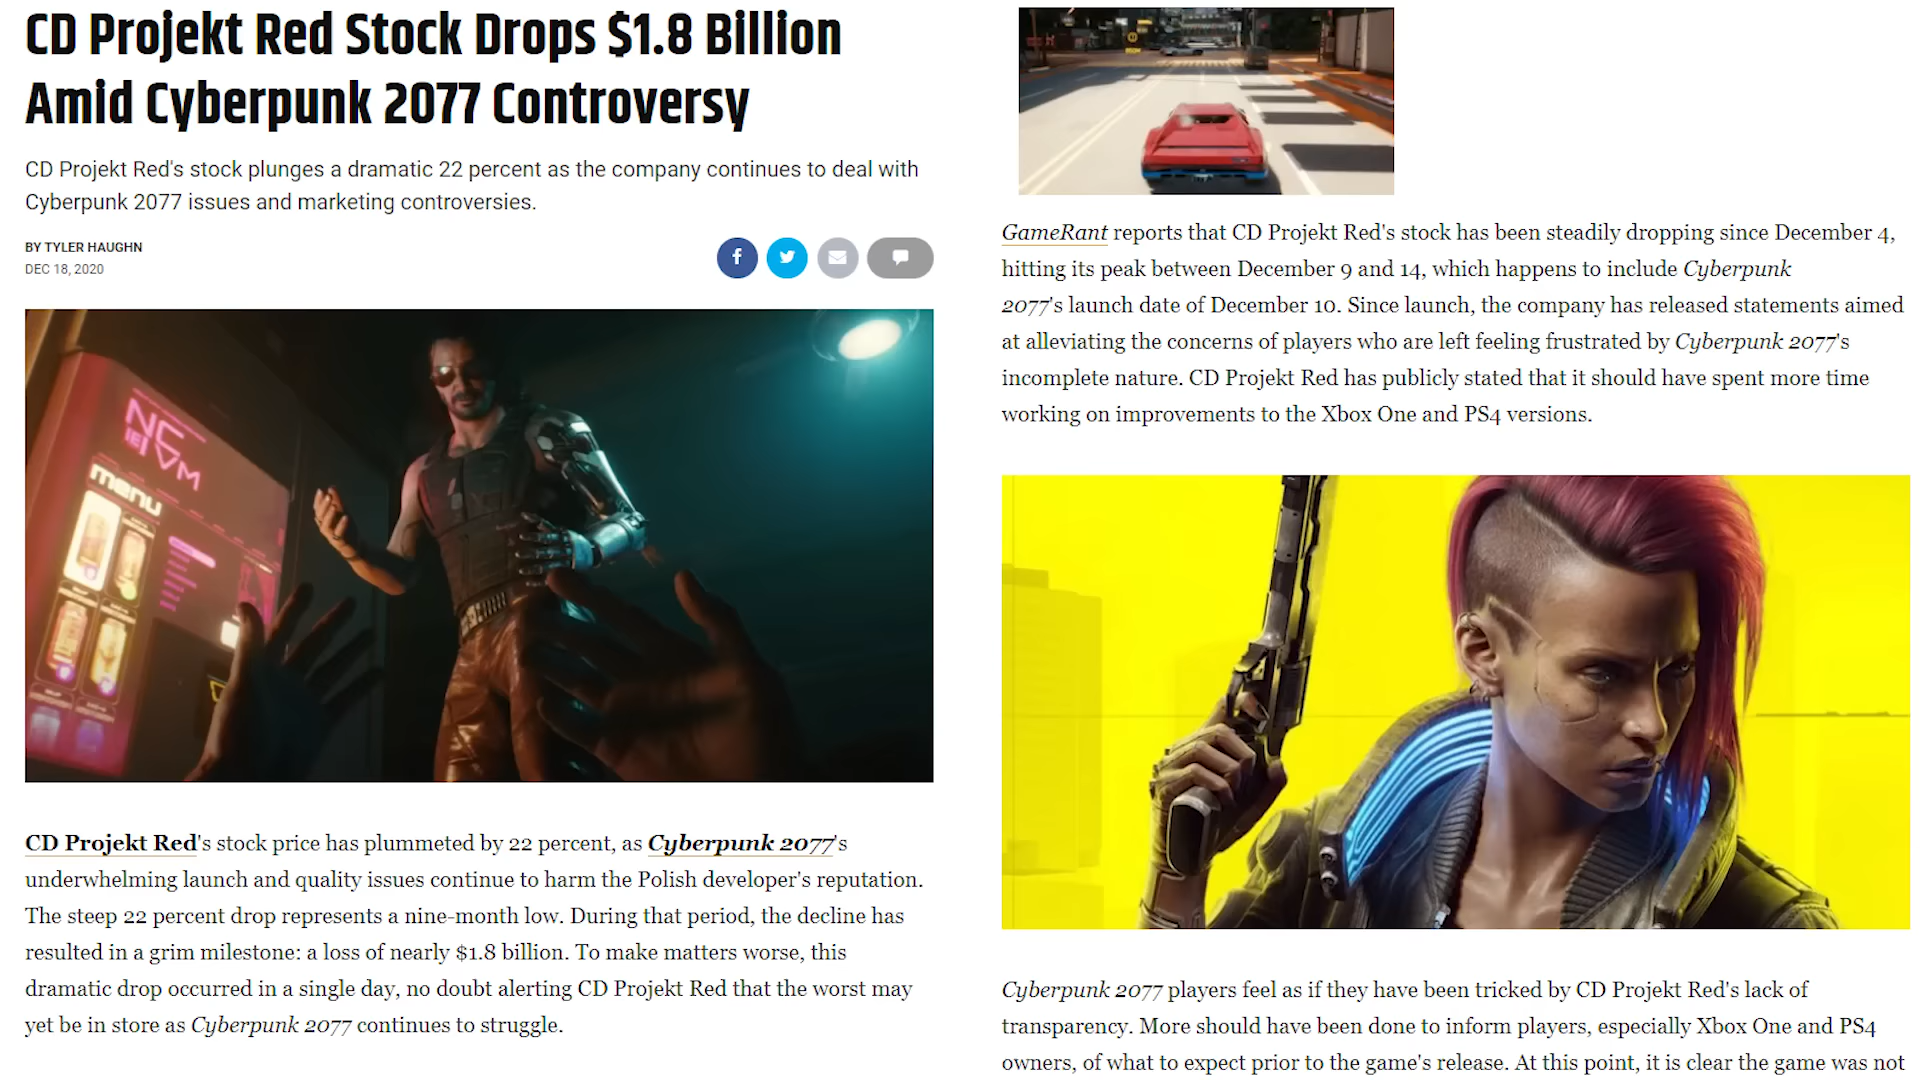 CD Projekt Red Stock Drops $1.8 Billion
Amid Cyberpunk 2077 Controversy
CD Projekt Red's stock plunges a dramatic 22 percent as the company continues to deal with
Cyberpunk 2077 issues and marketing controversies.
BY TYLER HAUGHN
DEC 18, 2020
menu
CD Projekt Red's stock price has plummeted by 22 percent, as Cyberpunk 2077's
underwhelming launch and quality issues continue to harm the Polish developer's reputation.
The steep 22 percent drop represents a nine-month low. During that period, the decline has
resulted in a grim milestone: a loss of nearly $1.8 billion. To make matters worse, this
dramatic drop occurred in a single day, no doubt alerting CD Projekt Red that the worst may
yet be in store as Cyberpunk 2077 continues to struggle.
GameRant reports that CD Projekt Red's stock has been steadily dropping since December 4,
hitting its peak between December 9 and 14, which happens to include Cyberpunk
2077's launch date of December 10. Since launch, the company has released statements aimed
at alleviating the concerns of players who are left feeling frustrated by Cyberpunk 2077's
incomplete nature. CD Projekt Red has publicly stated that it should have spent more time
working on improvements to the Xbox One and PS4 versions.
Cyberpunk 2077 players feel as if they have been tricked by CD Projekt Red's lack of
transparency. More should have been done to inform players, especially Xbox One and PS4
owners, of what to expect prior to the game's release. At this point, it is clear the game was not